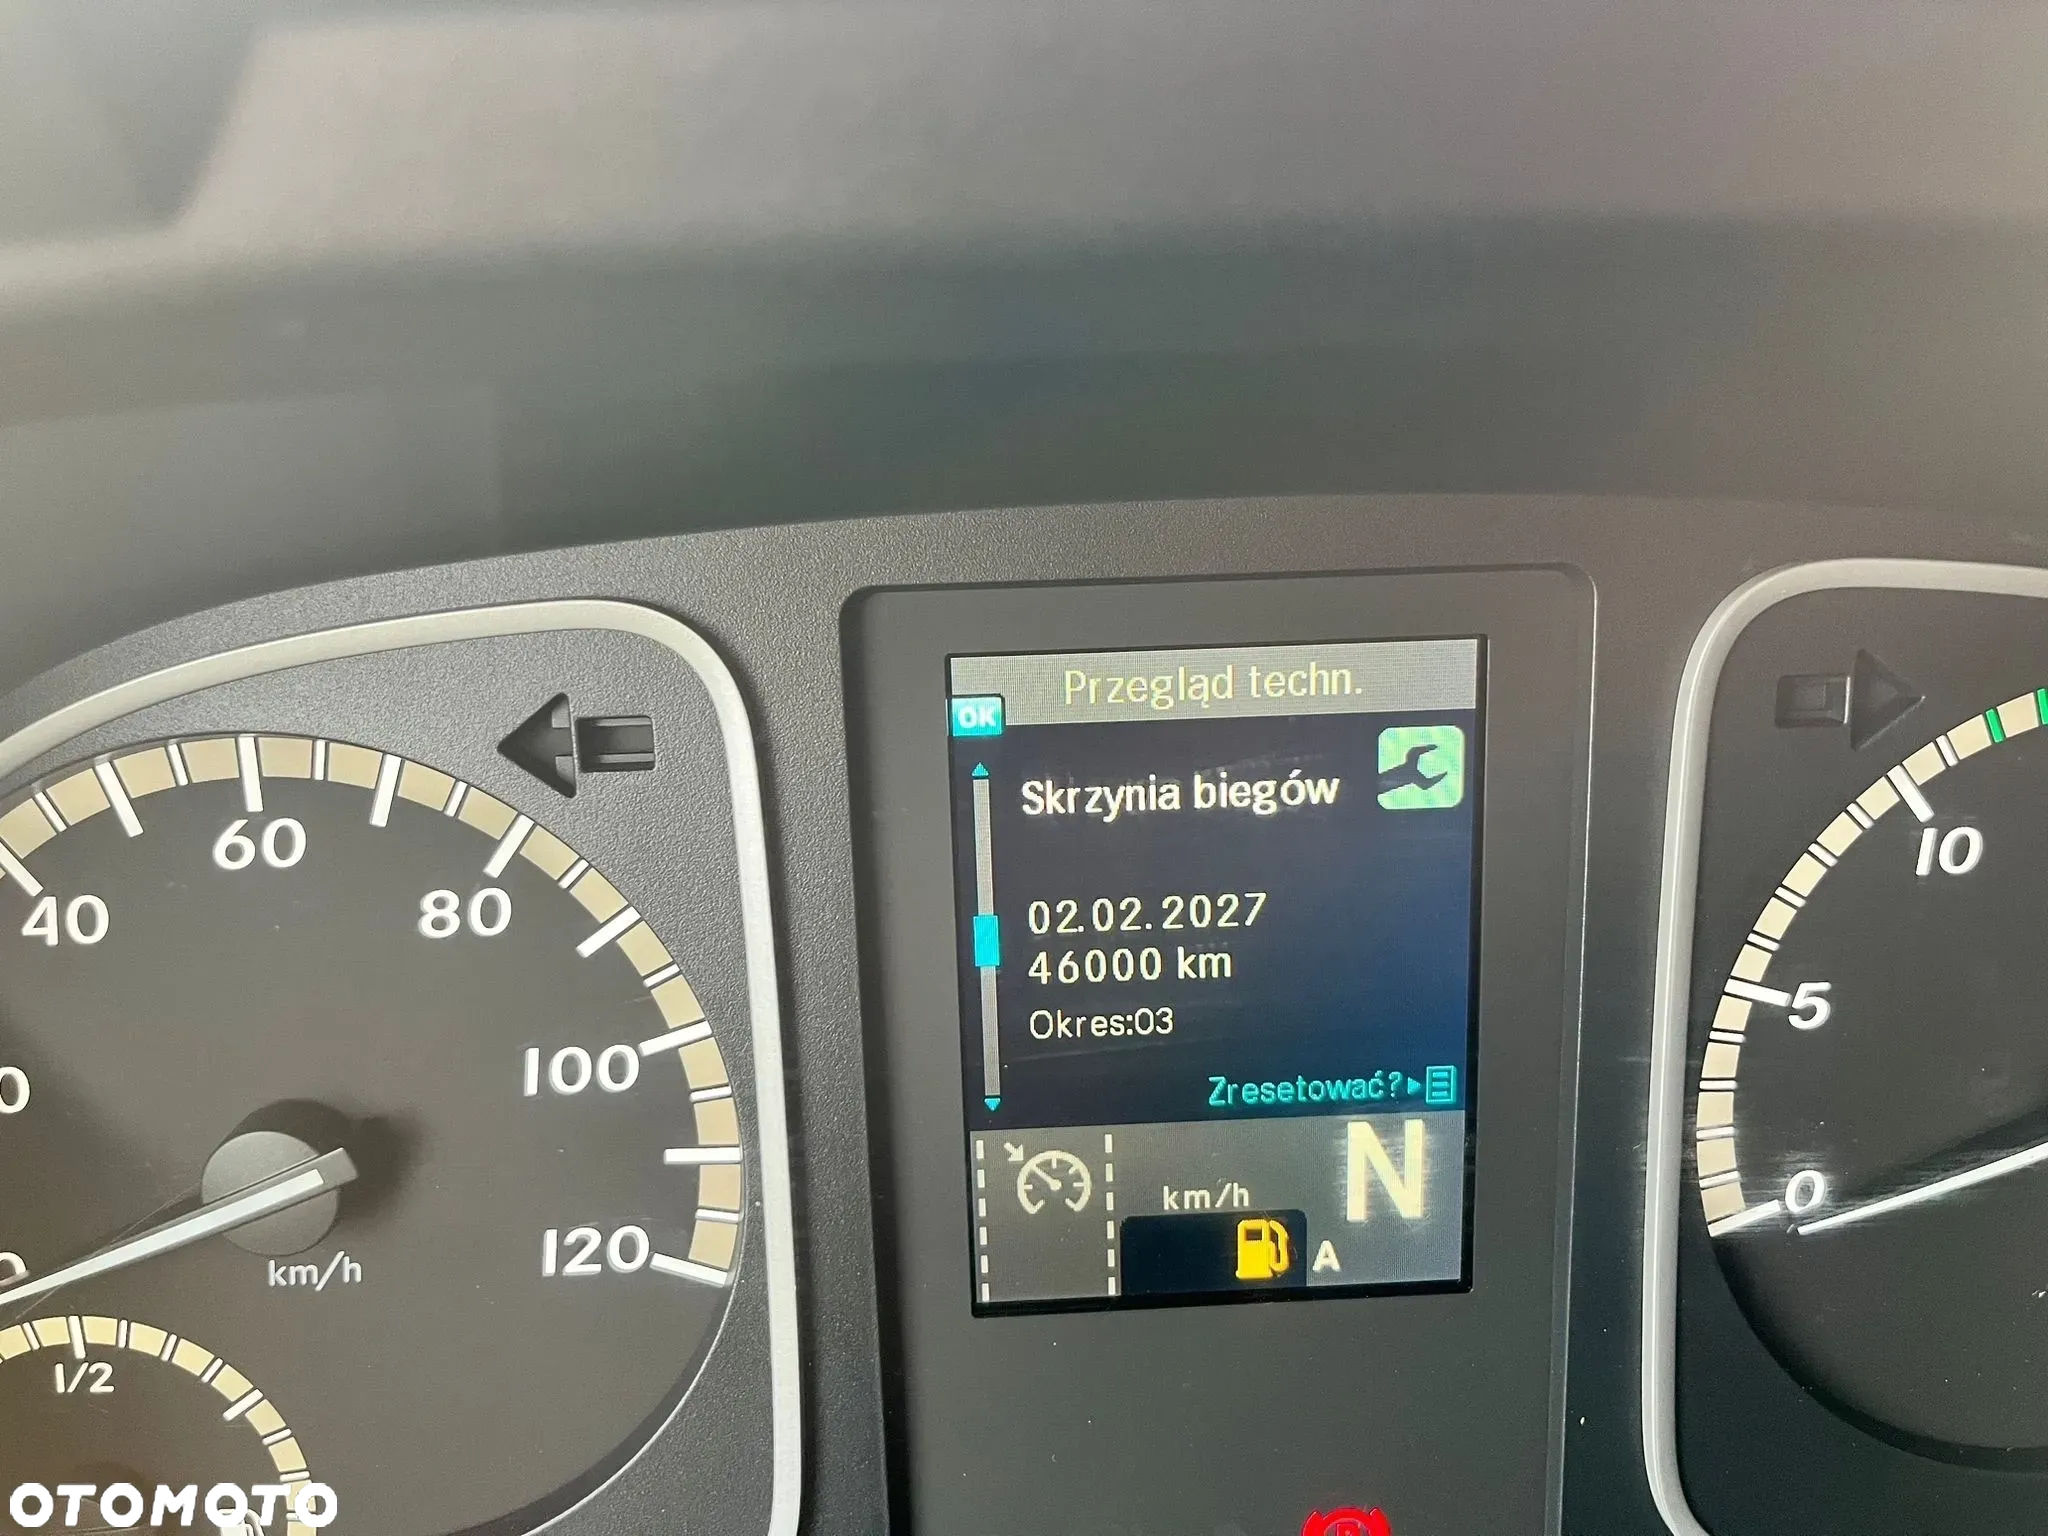 Przegląd techn.
OK
Skrzynia biegów
02.02.2027
46000 km
Okres:03
Zresetować?
km/h
N
A
40
60
80
100
120
km/h
1/2
10
5
0
OTOMOTO